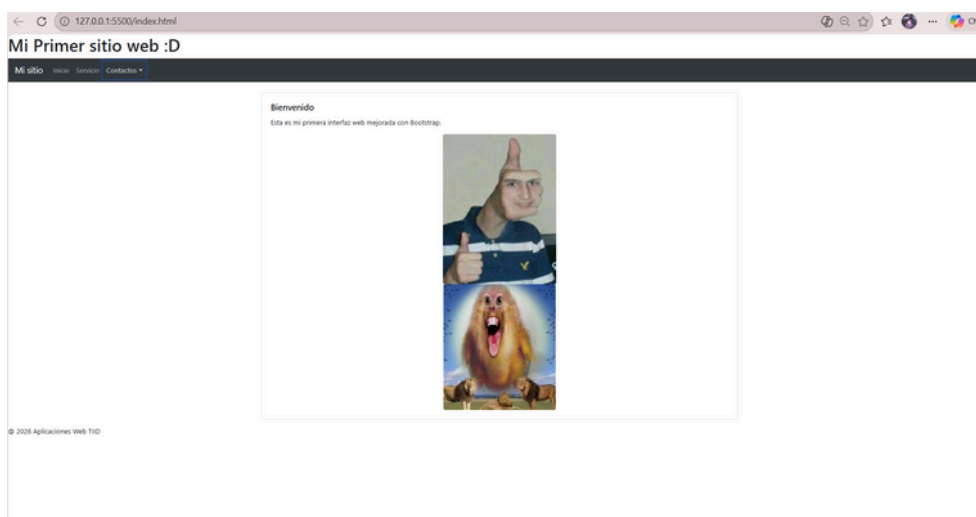 127.0.0.1:5500/index.html
Mi Primer sitio web :D
Mi sitio Inicio Servicio Contactos
Bienvenido
Esta es mi primera interfaz web mejorada con Bootstrap.
© 2026 Aplicaciones Web TIID